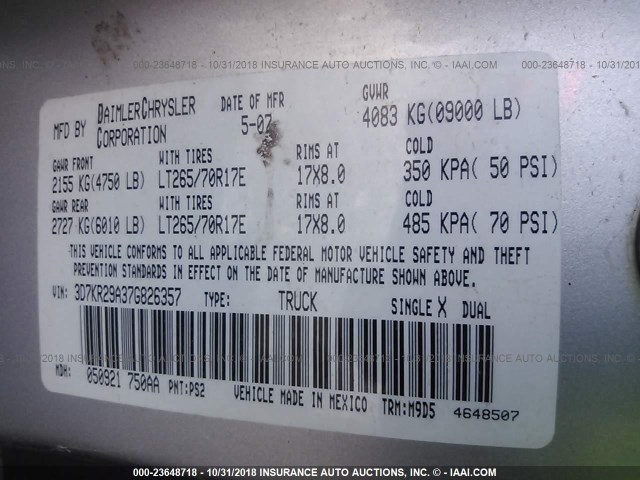 000-23648718 - 10/31/2018 INSURANCE AUTO AUCTIONS, INC. - © - IAAI.COM
MFD BY DAIMLERCHRYSLER CORPORATION
DATE OF MFR 5-07
GVWR 4083 KG(09000 LB)
GAWR FRONT WITH TIRES RIMS AT COLD
2155 KG(4750 LB) LT265/70R17E 17X8.0 350 KPA( 50 PSI)
GAWR REAR WITH TIRES RIMS AT COLD
2727 KG(6010 LB) LT265/70R17E 17X8.0 485 KPA( 70 PSI)
THIS VEHICLE CONFORMS TO ALL APPLICABLE FEDERAL MOTOR VEHICLE SAFETY AND THEFT
PREVENTION STANDARDS IN EFFECT ON THE DATE OF MANUFACTURE SHOWN ABOVE.
VIN: 3D7KR29A37G826357 TYPE: TRUCK SINGLE X DUAL
MDH: 050921 750AA PNT:PS2 VEHICLE MADE IN MEXICO TRM:M9D5 4648507
000-23648718 - 10/31/2018 INSURANCE AUTO AUCTIONS, INC. - © - IAAI.COM